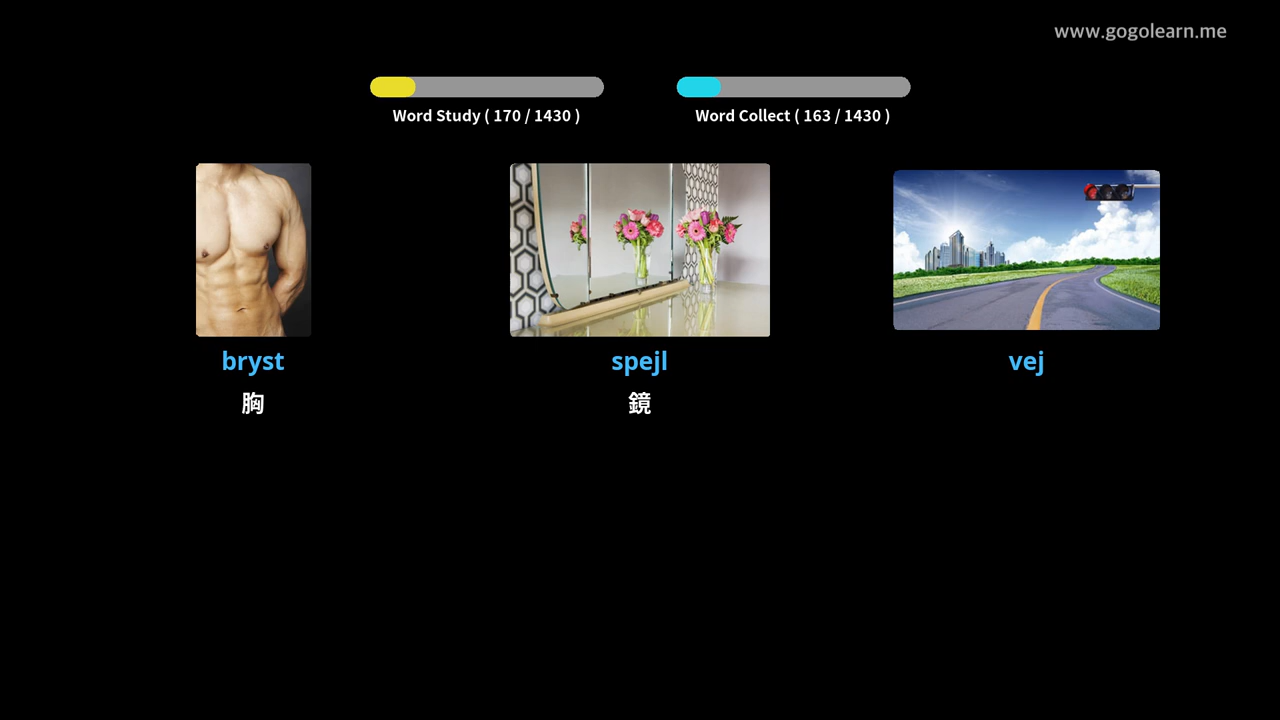 www.gogolearn.me
Word Study ( 170 / 1430 )
Word Collect ( 163 / 1430 )
bryst
胸
spejl
鏡
vej